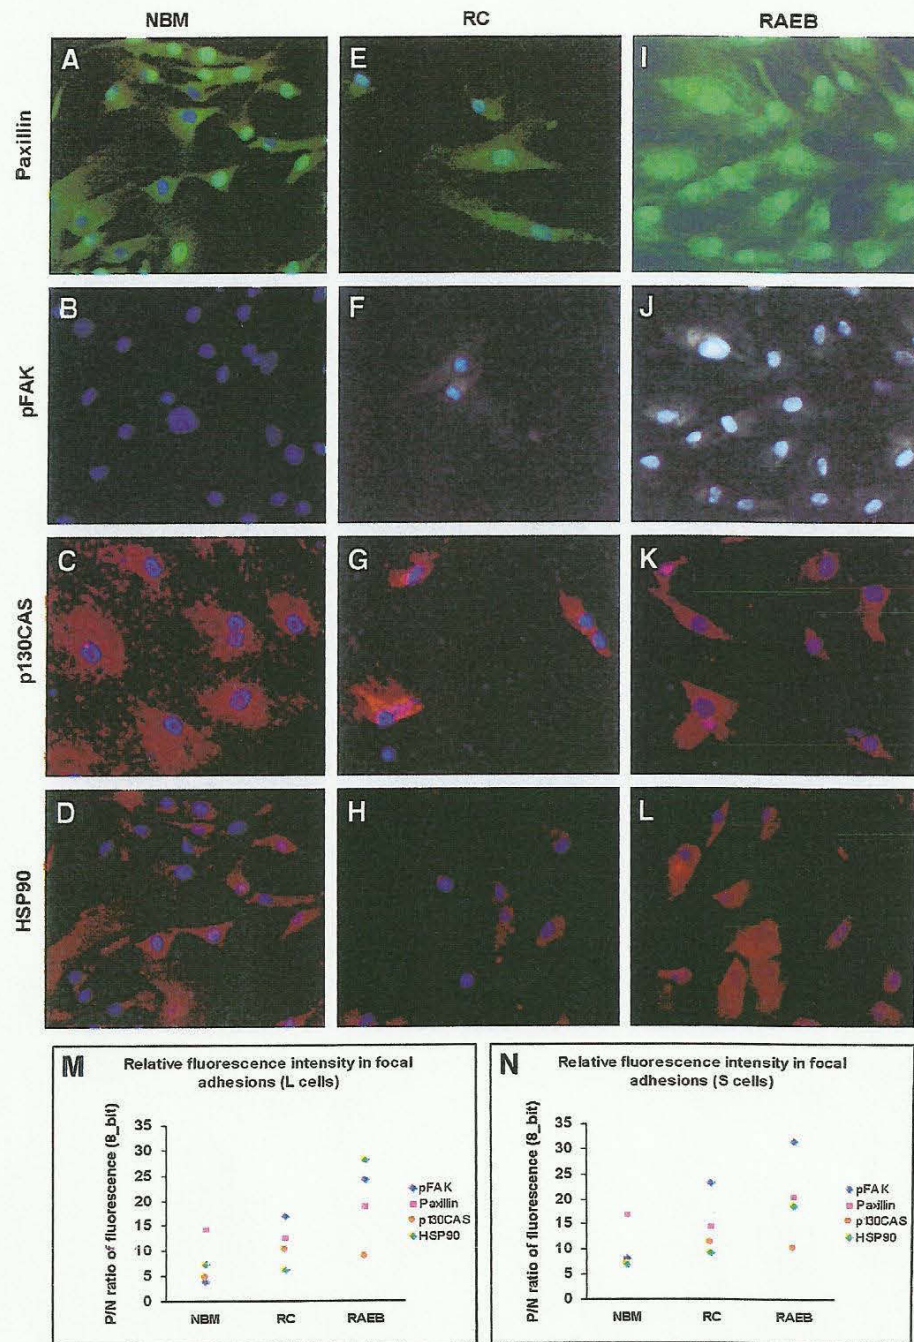 NBM RC RAEB
Paxillin
A E I
pFAK
B F J
p130CAS
C G K
HSP90
D H L
M
Relative fluorescence intensity in focal
adhesions (L cells)
P/N ratio of fluorescence (8_bit)
35
30
25
20
15
10
5
0
NBM RC RAEB
pFAK
Paxillin
p130CAS
HSP90
N
Relative fluorescence intensity in focal
adhesions (S cells)
P/N ratio of fluorescence (8_bit)
35
30
25
20
15
10
5
0
NBM RC RAEB
pFAK
Paxillin
p130CAS
HSP90